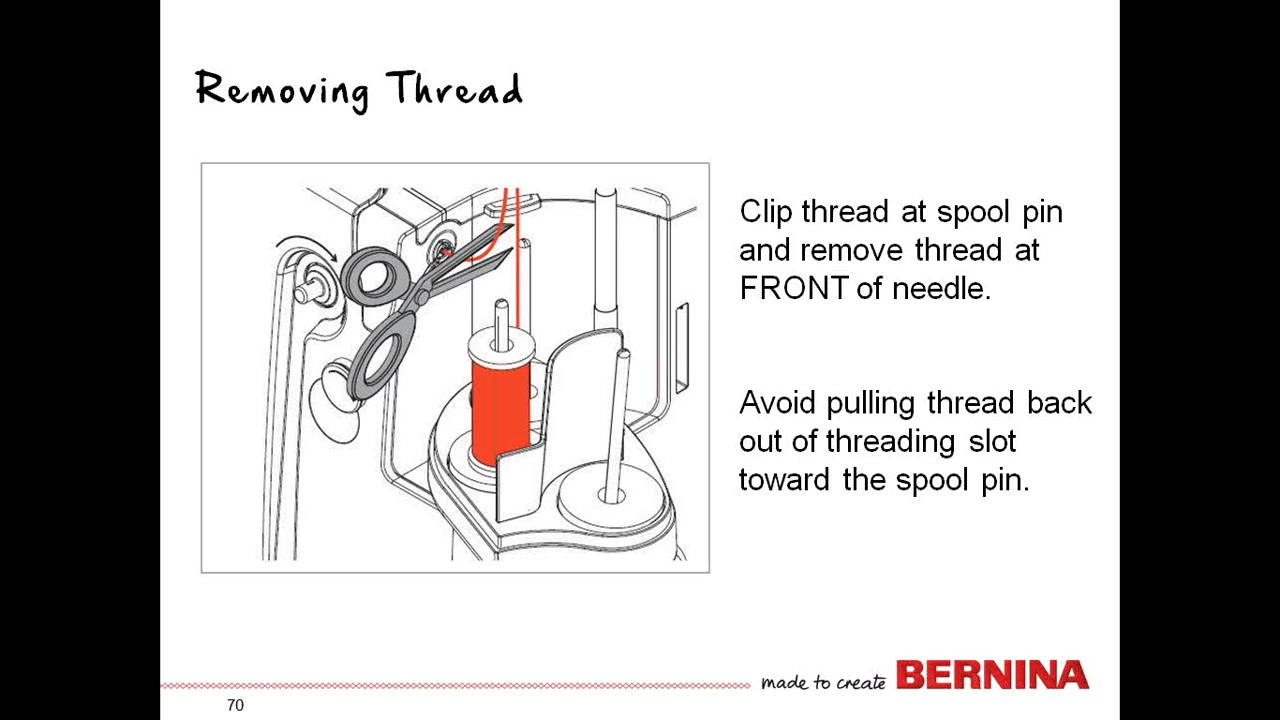 Removing Thread
Clip thread at spool pin
and remove thread at
FRONT of needle.
Avoid pulling thread back
out of threading slot
toward the spool pin.
made to create BERNINA
70